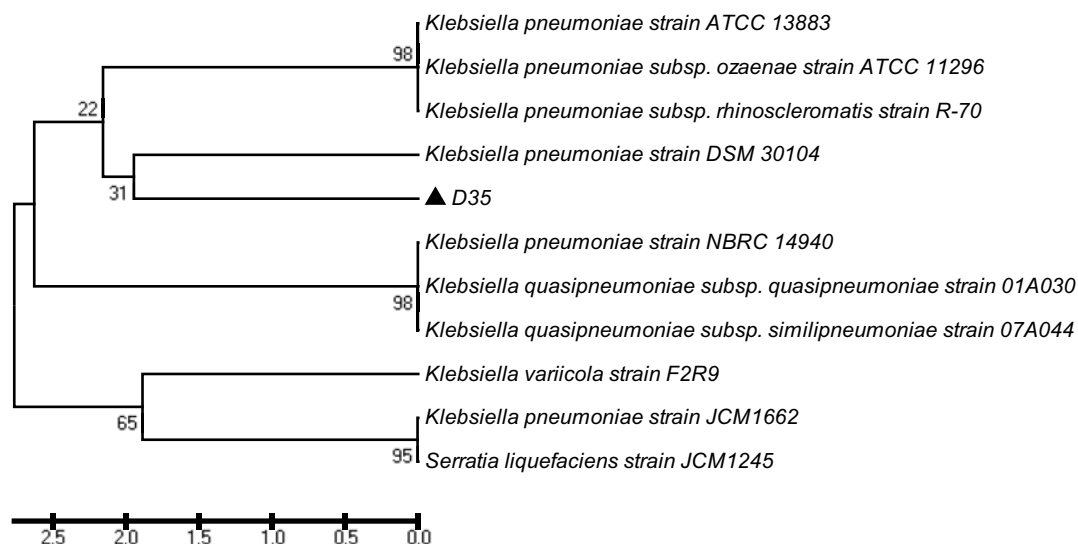 Klebsiella pneumoniae strain ATCC 13883
98
Klebsiella pneumoniae subsp. ozaenae strain ATCC 11296
22
Klebsiella pneumoniae subsp. rhinoscleromatis strain R-70
Klebsiella pneumoniae strain DSM 30104
31
▲ D35
Klebsiella pneumoniae strain NBRC 14940
Klebsiella quasipneumoniae subsp. quasipneumoniae strain 01A030
98
Klebsiella quasipneumoniae subsp. similipneumoniae strain 07A044
Klebsiella variicola strain F2R9
65
Klebsiella pneumoniae strain JCM1662
95
Serratia liquefaciens strain JCM1245
2.5 2.0 1.5 1.0 0.5 0.0